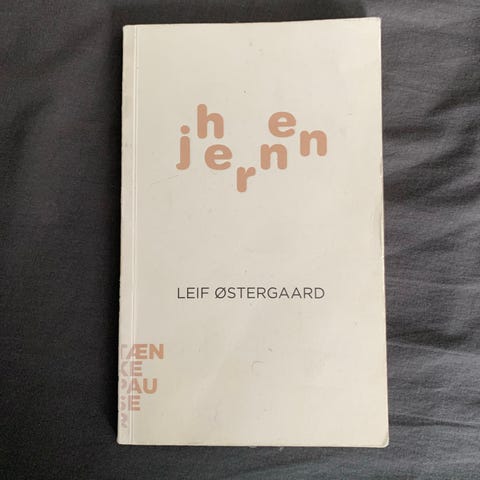 hjernen
LEIF ØSTERGAARD
TÆN
KE
PAU
SE